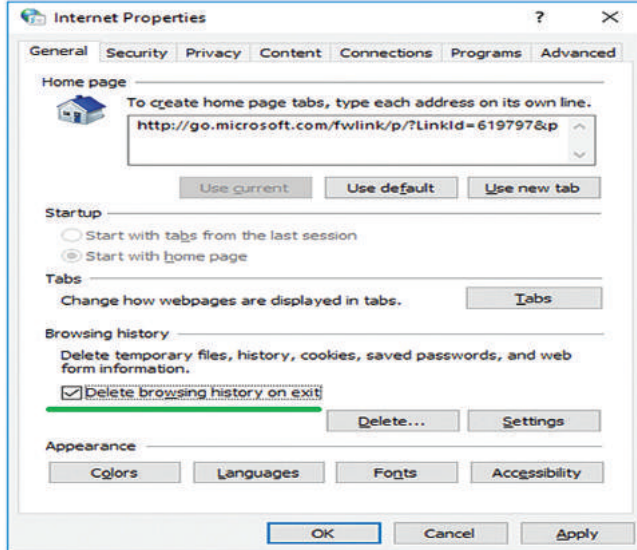 Internet Properties ? ×
General Security Privacy Content Connections Programs Advanced
Home page
To create home page tabs, type each address on its own line.
http://go.microsoft.com/fwlink/p/?LinkId=619797&p
Use current Use default Use new tab
Startup
Start with tabs from the last session
Start with home page
Tabs
Change how webpages are displayed in tabs. Tabs
Browsing history
Delete temporary files, history, cookies, saved passwords, and web
form information.
Delete browsing history on exit
Delete... Settings
Appearance
Colors Languages Fonts Accessibility
OK Cancel Apply